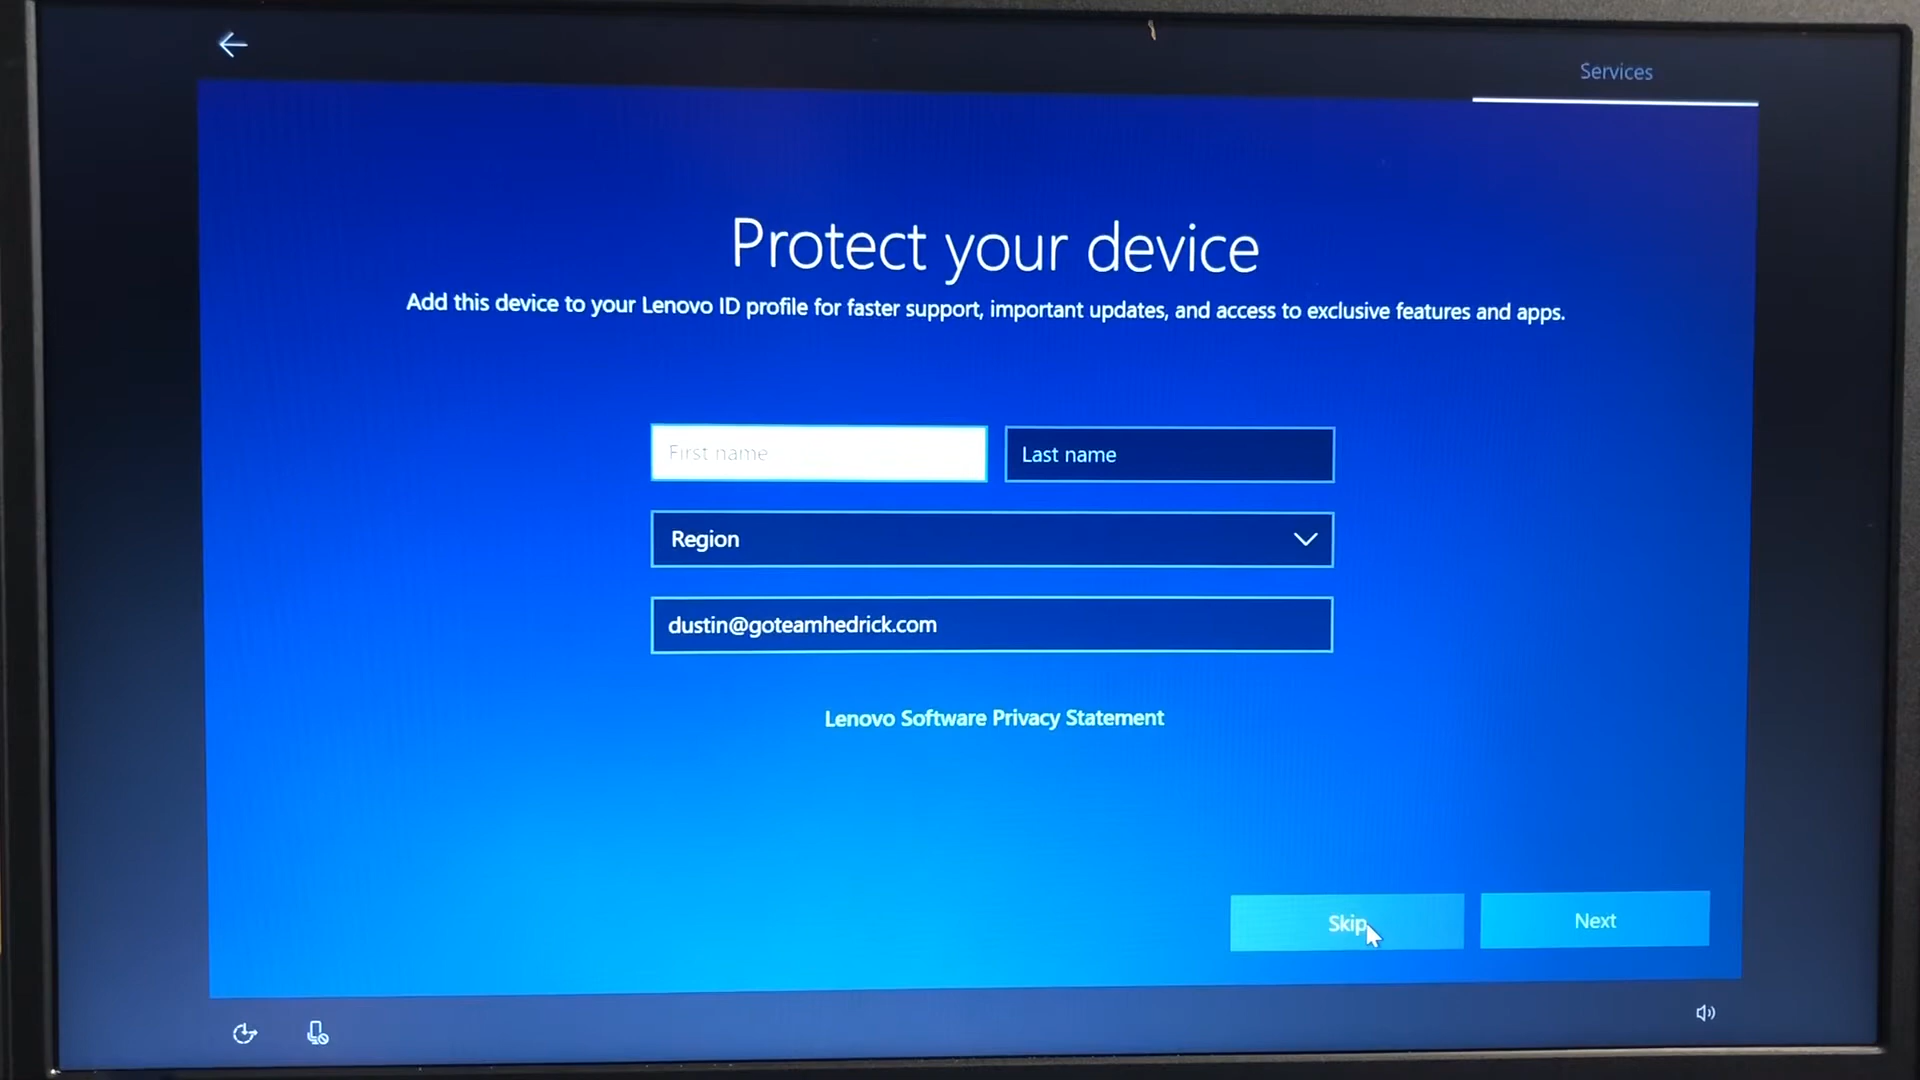 Services
Protect your device
Add this device to your Lenovo ID profile for faster support, important updates, and access to exclusive features and apps.
First name
Last name
Region
dustin@goteamhedrick.com
Lenovo Software Privacy Statement
Skip
Next